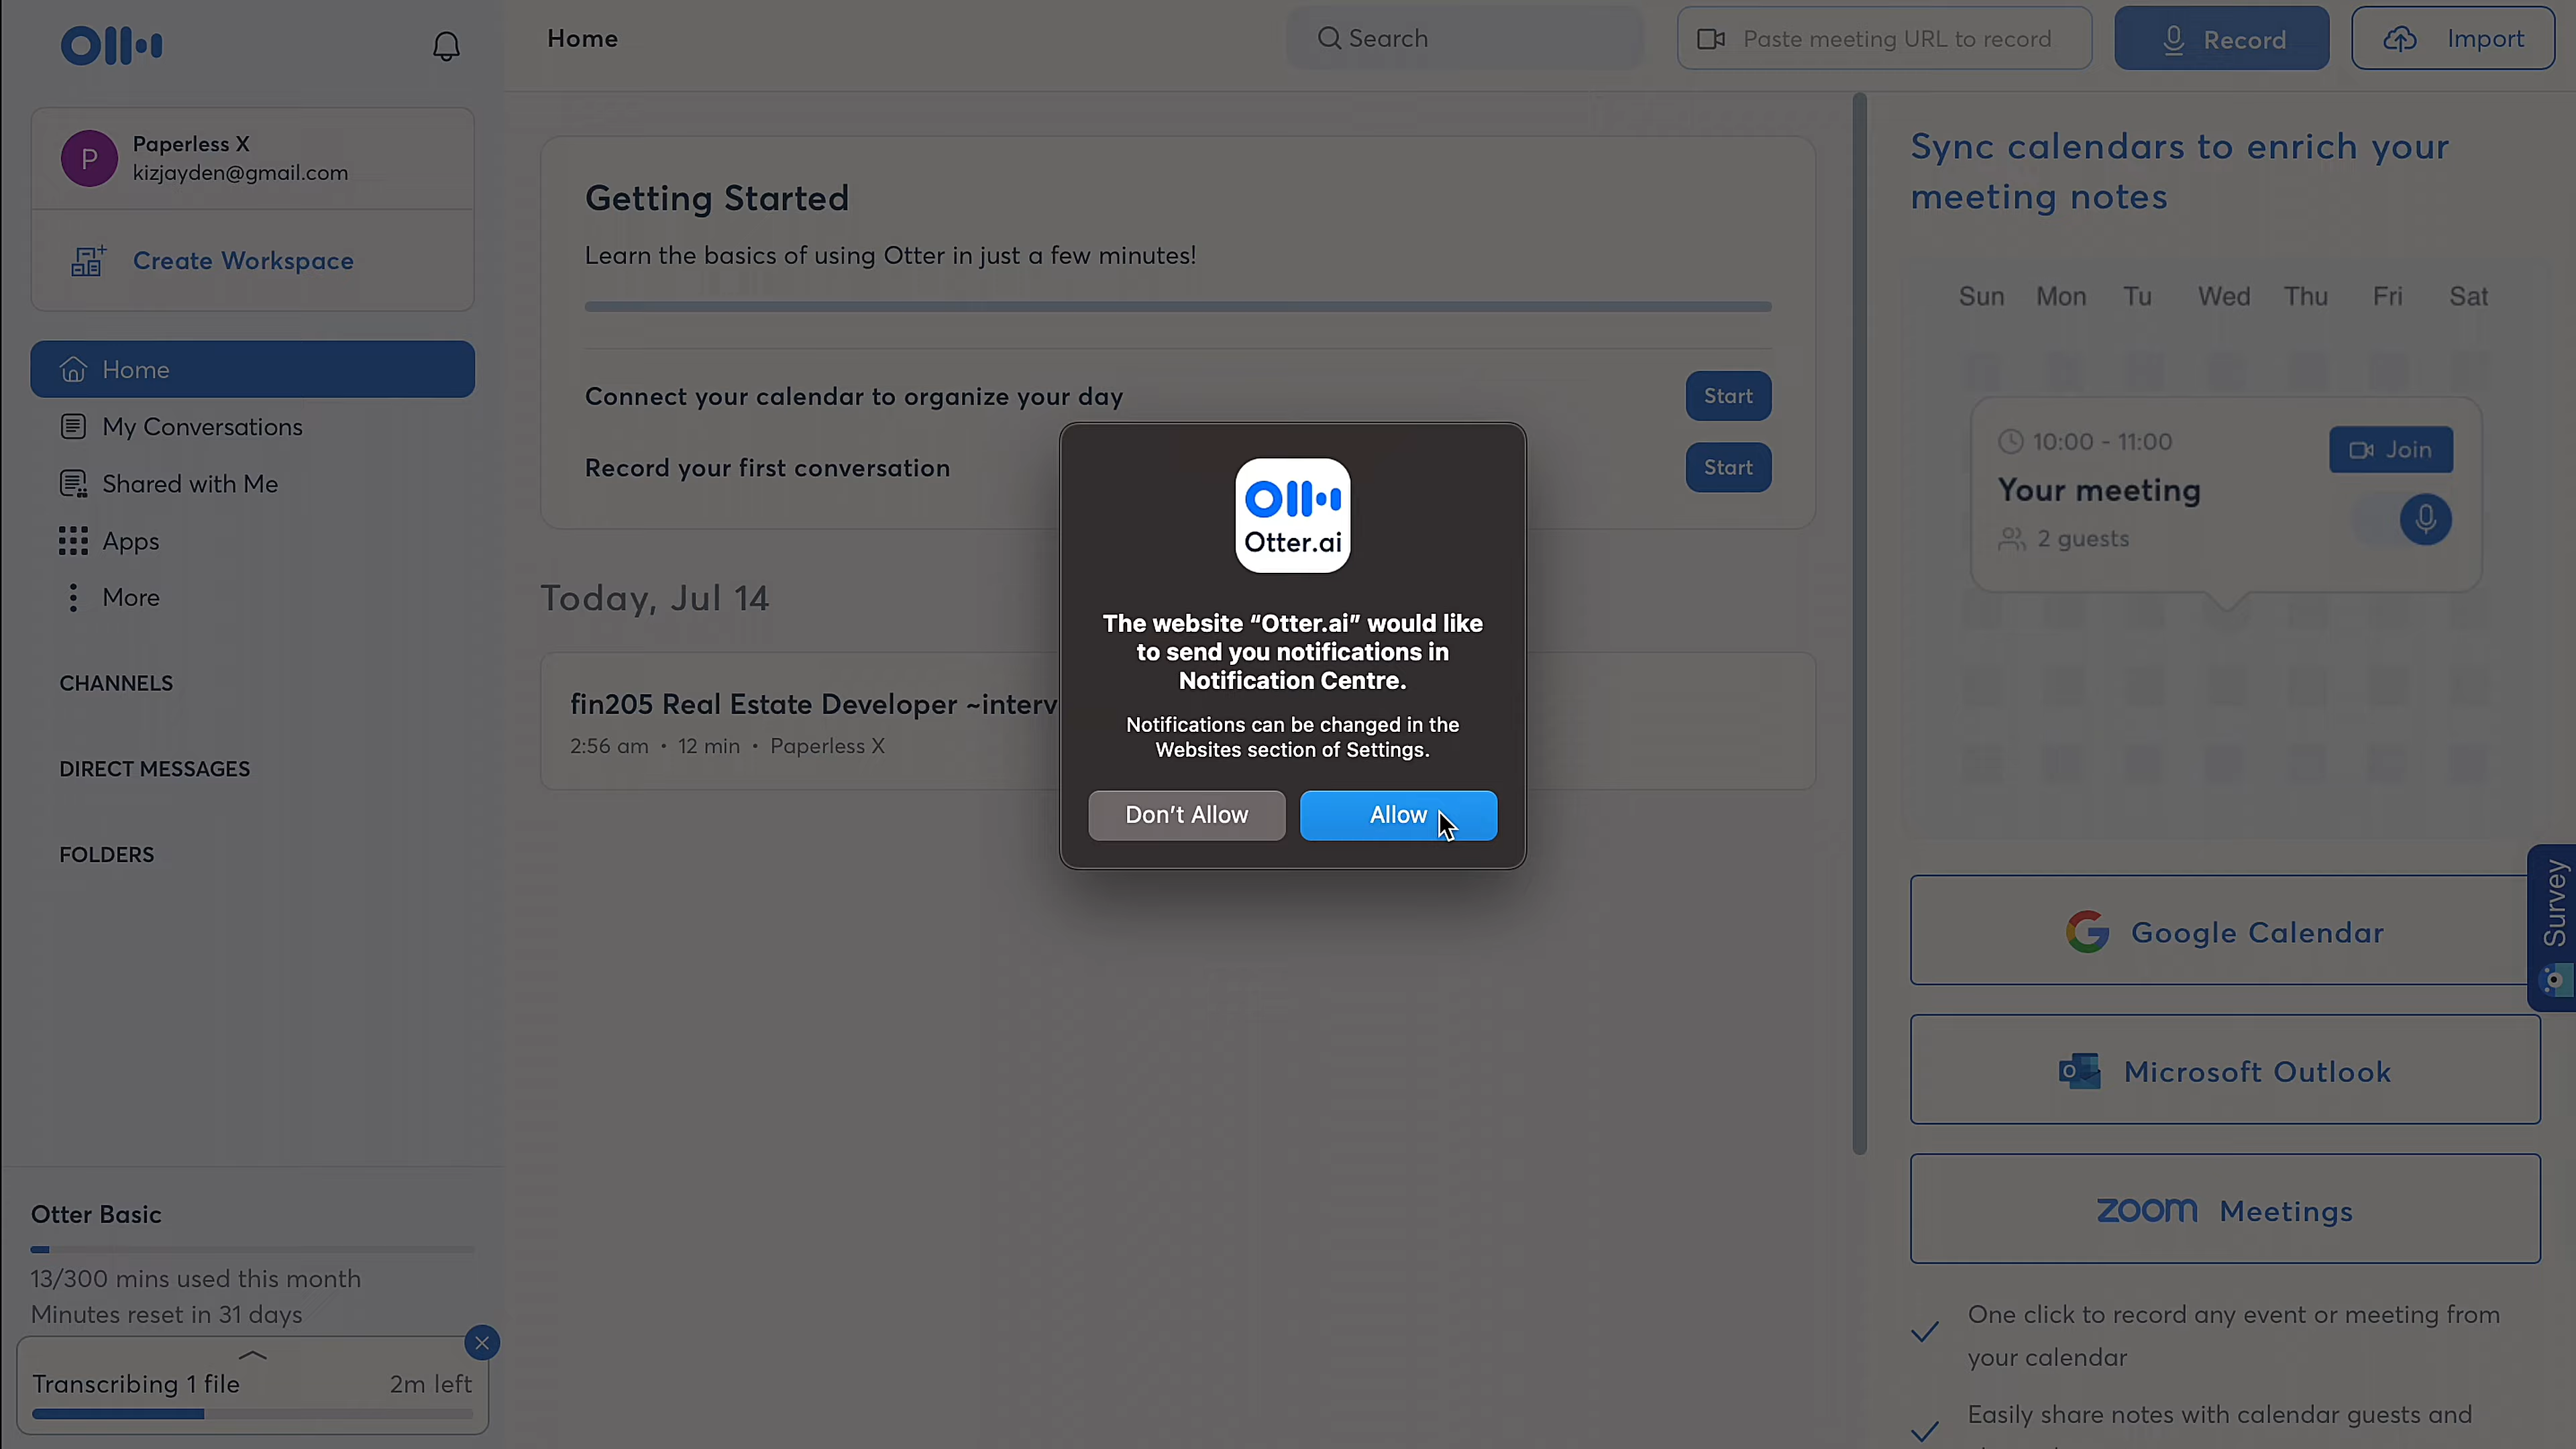 Home
Search
Paste meeting URL to record
Record
Import
P
Paperless X
kizjayden@gmail.com
Create Workspace
Home
My Conversations
Shared with Me
Apps
More
CHANNELS
DIRECT MESSAGES
FOLDERS
Otter Basic
13/300 mins used this month
Minutes reset in 31 days
Transcribing 1 file
2m left
Getting Started
Learn the basics of using Otter in just a few minutes!
Connect your calendar to organize your day
Start
Record your first conversation
Start
Today, Jul 14
fin205 Real Estate Developer ~interv
2:56 am • 12 min • Paperless X
Otter.ai
The website “Otter.ai” would like
to send you notifications in
Notification Centre.
Notifications can be changed in the
Websites section of Settings.
Don’t Allow
Allow
Sync calendars to enrich your
meeting notes
Sun Mon Tu Wed Thu Fri Sat
10:00 - 11:00
Join
Your meeting
2 guests
Survey
Google Calendar
Microsoft Outlook
zoom Meetings
One click to record any event or meeting from
your calendar
Easily share notes with calendar guests and